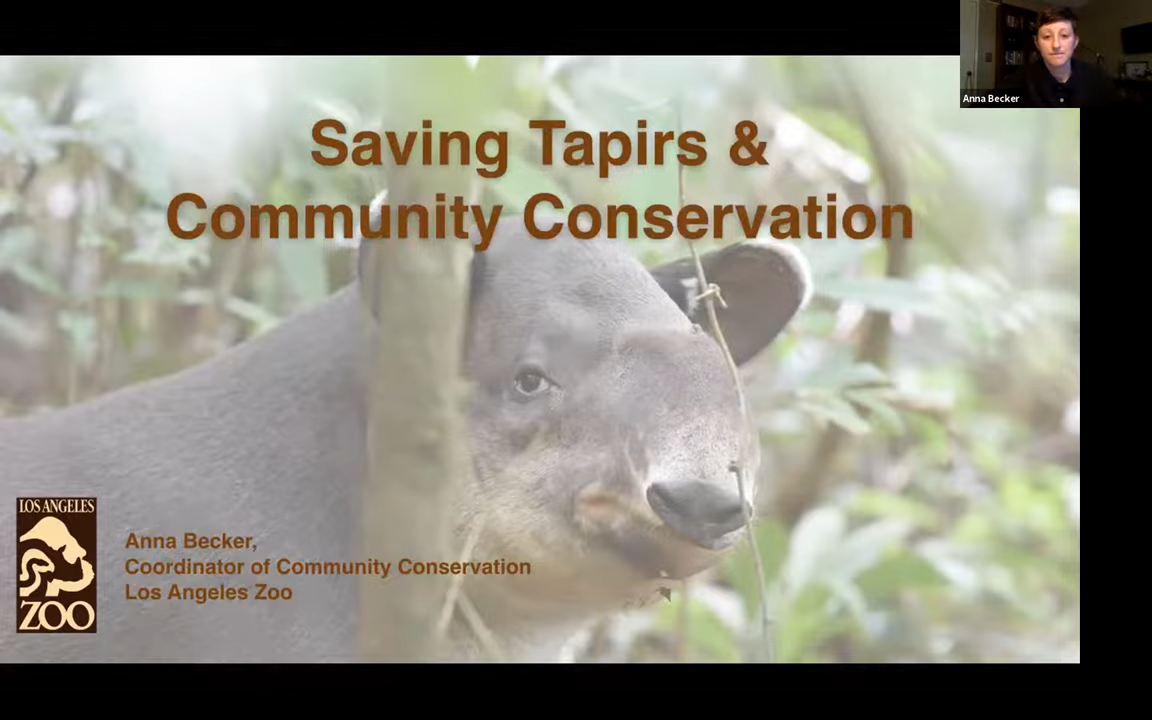 Anna Becker
Saving Tapirs &
Community Conservation
LOS ANGELES
ZOO
Anna Becker,
Coordinator of Community Conservation
Los Angeles Zoo